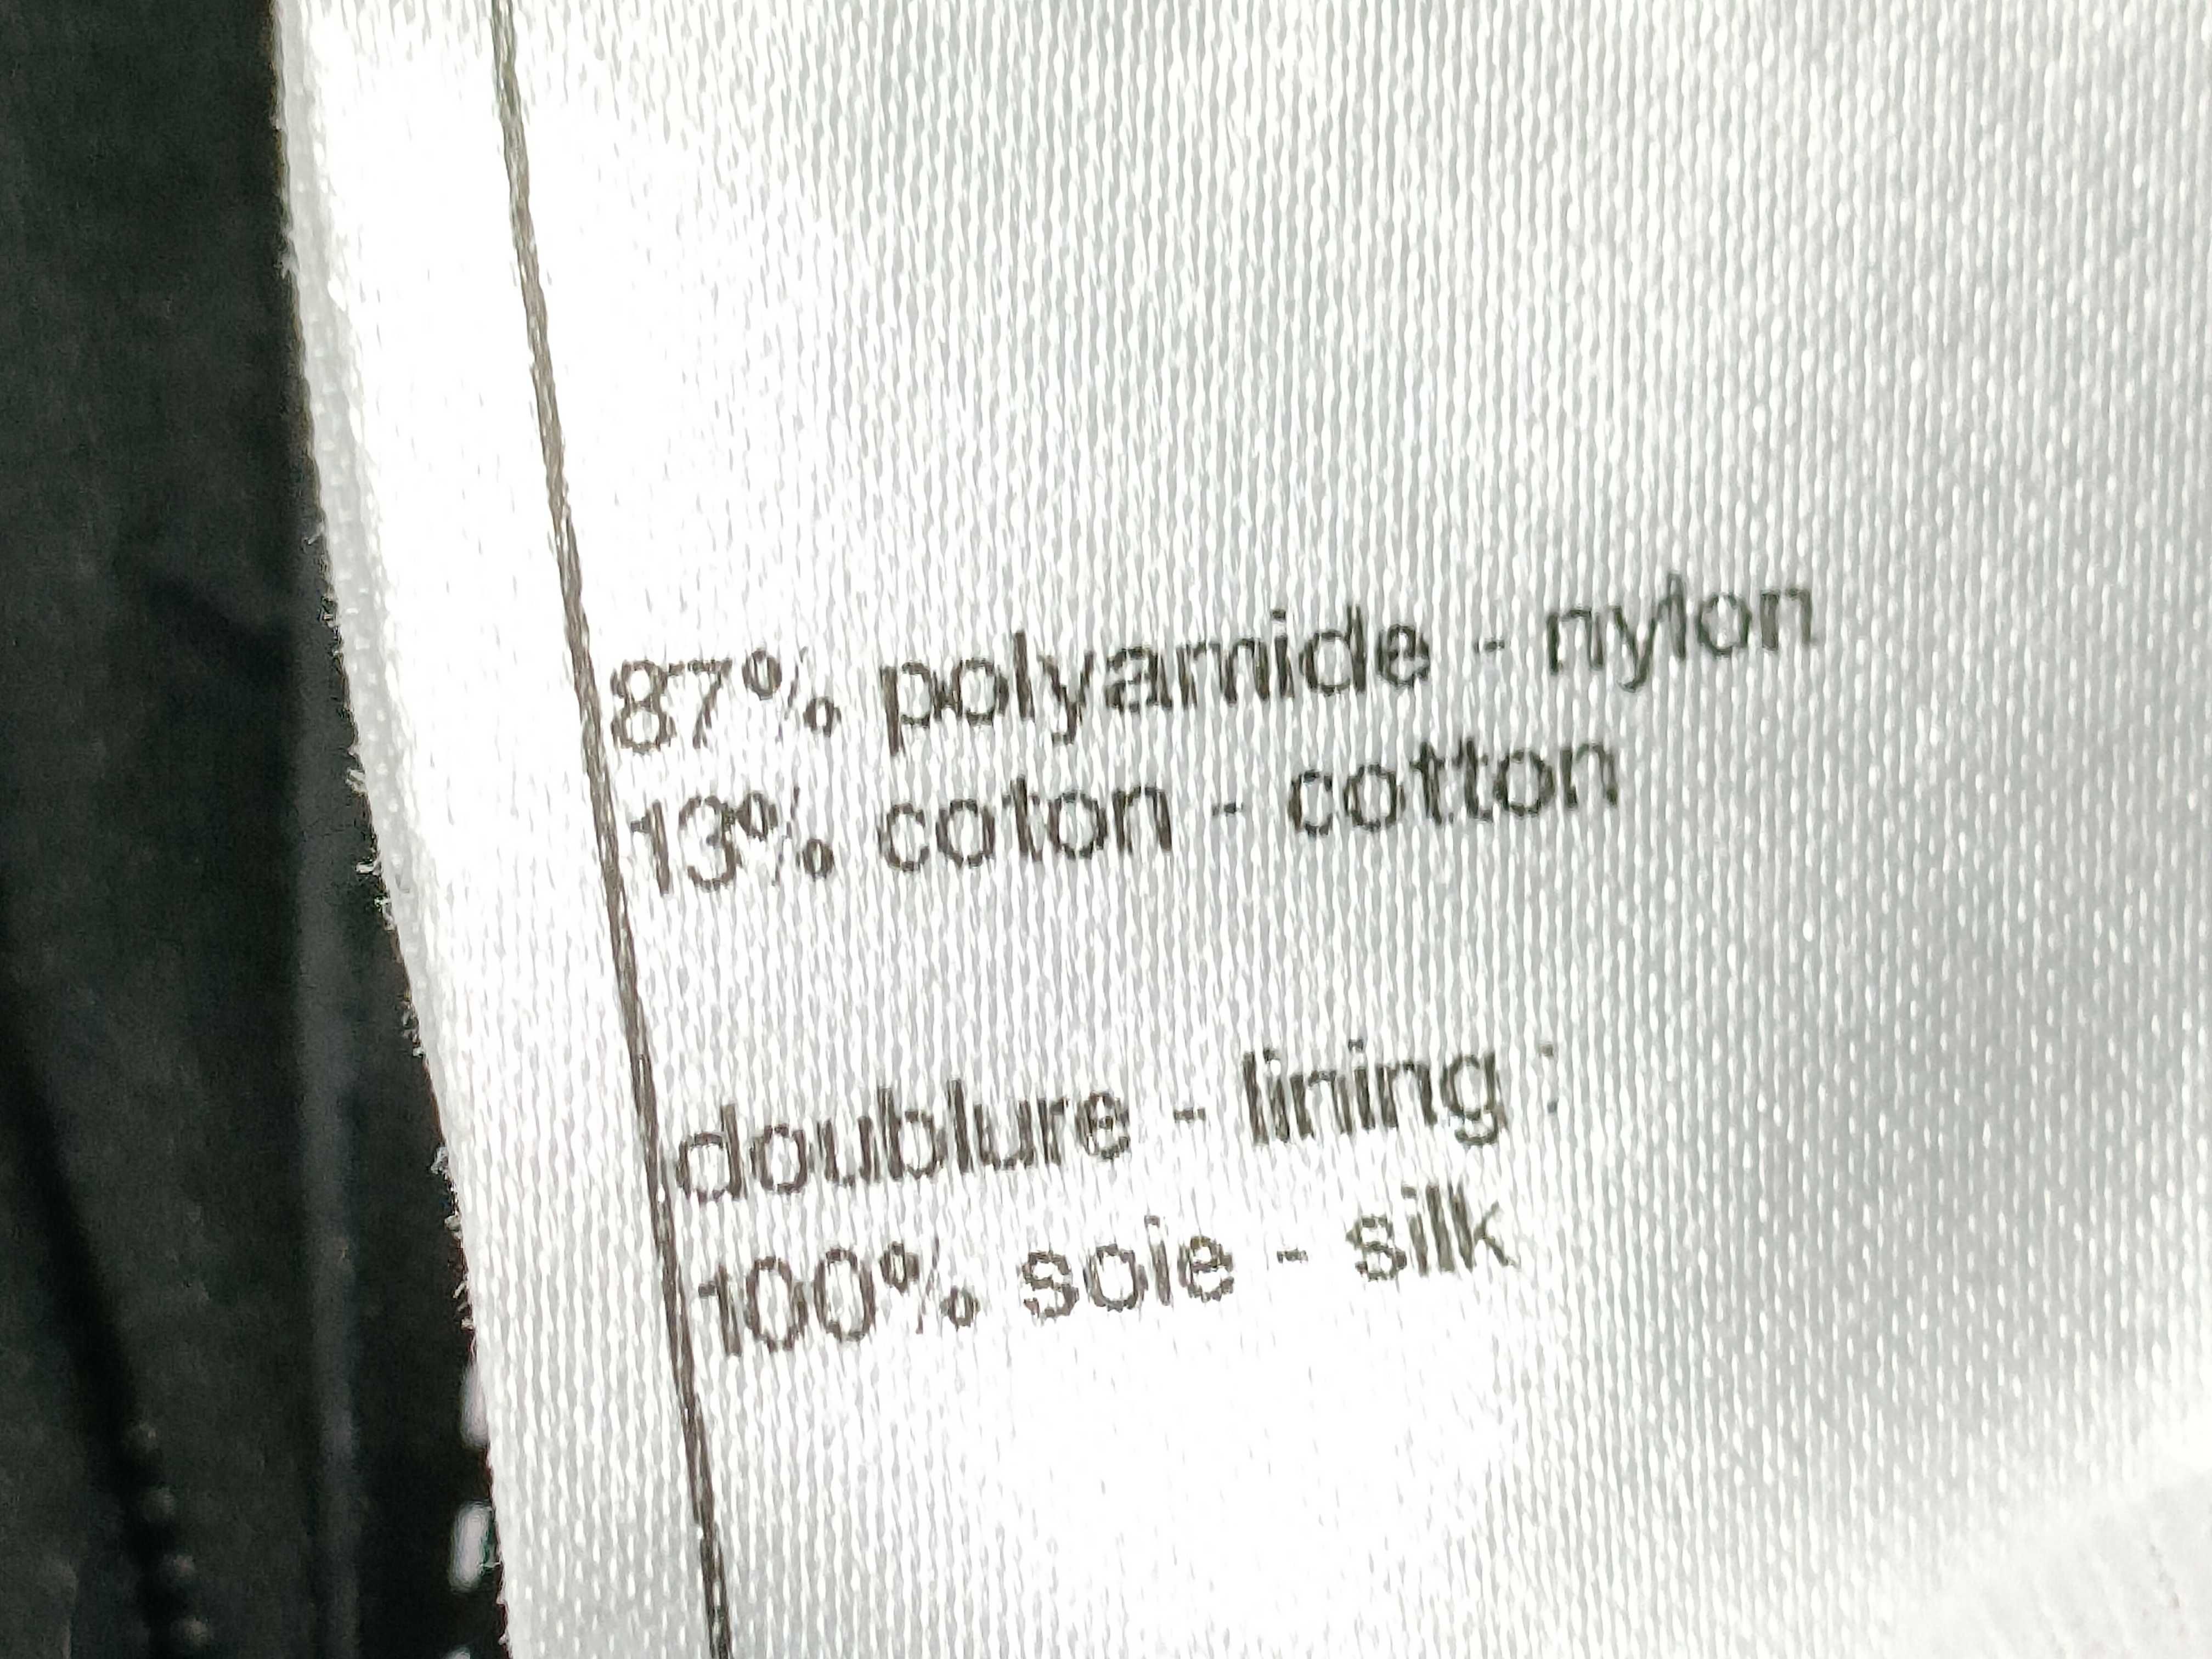 87% polyamide - nylon
13% coton - cotton
doublure - lining :
100% soie - silk